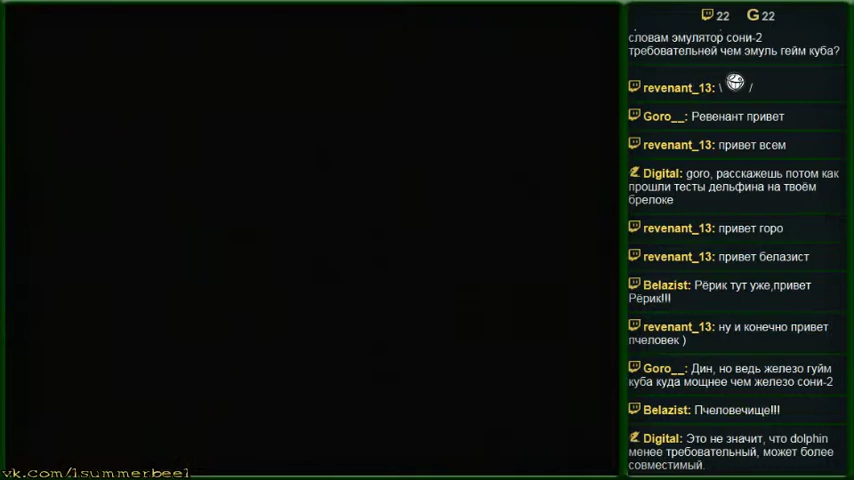 22 G 22
словам эмулятор сони-2
требовательней чем эмуль гейм куба?
revenant_13: \ /
Goro__: Ревенант привет
revenant_13: привет всем
Digital: goro, расскажешь потом как
прошли тесты дельфина на твоём
брелоке
revenant_13: привет горо
revenant_13: привет белазист
Belazist: Рёрик тут уже,привет
Рёрик!!!
revenant_13: ну и конечно привет
пчеловек )
Goro__: Дин, но ведь железо гуйм
куба куда мощнее чем железо сони-2
Belazist: Пчеловечище!!!
Digital: Это не значит, что dolphin
менее требовательный, может более
совместимый.
vk.com/1summerbee1